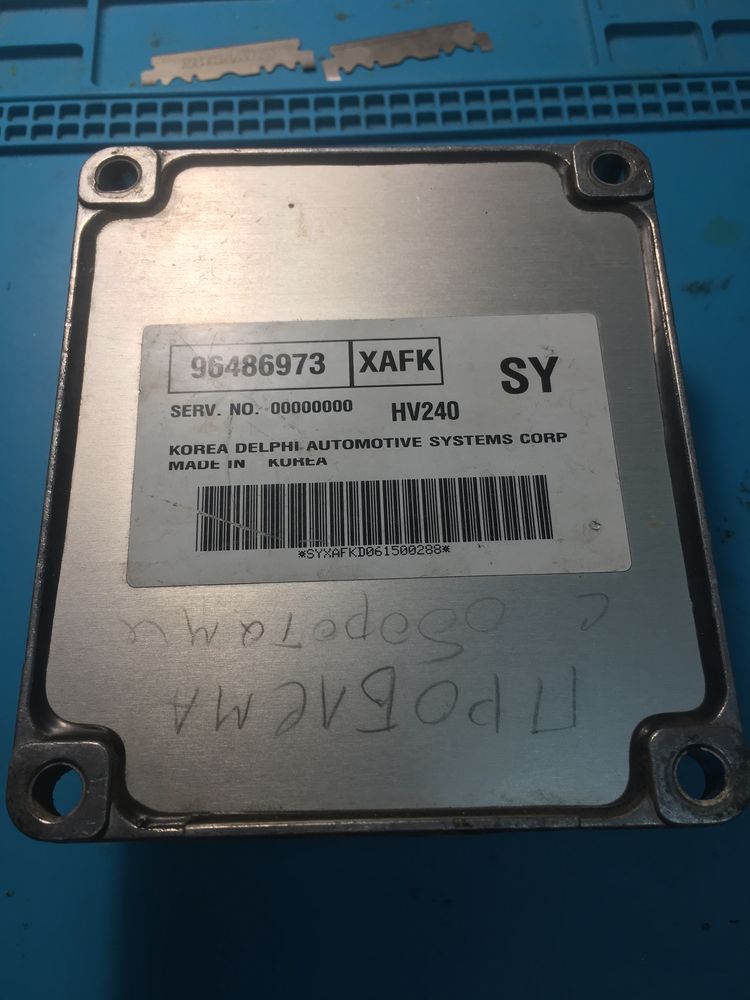 96486973 XAFK SY
SERV. NO. 00000000 HV240
KOREA DELPHI AUTOMOTIVE SYSTEMS CORP
MADE IN KOREA
*SYXAFKD061500288*
ПРОБЛЕМА
с оборотами